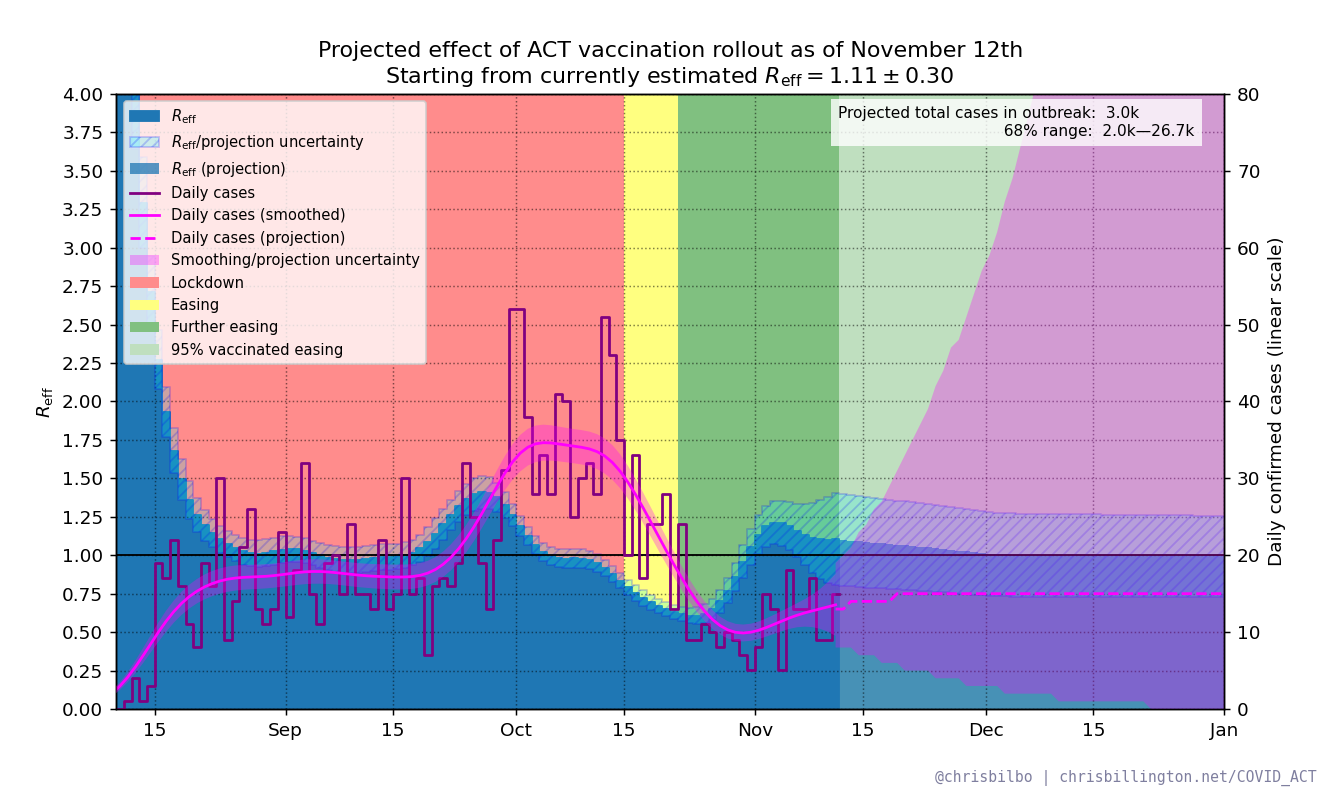 Projected effect of ACT vaccination rollout as of November 12th
Starting from currently estimated R_eff = 1.11 ± 0.30
R_eff
R_eff/projection uncertainty
R_eff (projection)
Daily cases
Daily cases (smoothed)
Daily cases (projection)
Smoothing/projection uncertainty
Lockdown
Easing
Further easing
95% vaccinated easing
Projected total cases in outbreak: 3.0k
68% range: 2.0k—26.7k
4.00
3.75
3.50
3.25
3.00
2.75
2.50
2.25
2.00
1.75
1.50
1.25
1.00
0.75
0.50
0.25
0.00
R_eff
80
70
60
50
40
30
20
10
0
Daily confirmed cases (linear scale)
15 Sep 15 Oct 15 Nov 15 Dec 15 Jan
@chrisbilbo | chrisbillington.net/COVID_ACT